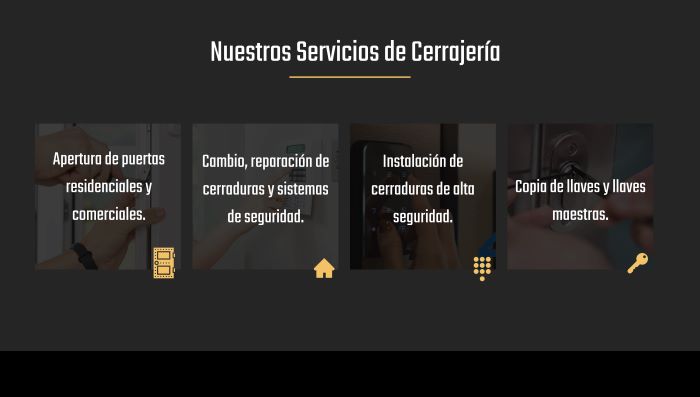 Nuestros Servicios de Cerrajería
Apertura de puertas
residenciales y
comerciales.
Cambio, reparación de
cerraduras y sistemas
de seguridad.
Instalación de
cerraduras de alta
seguridad.
Copia de llaves y llaves
maestras.